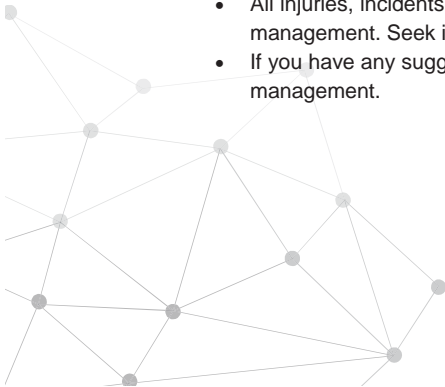 • All injuries, incidents
management. Seek i
• If you have any sugg
management.